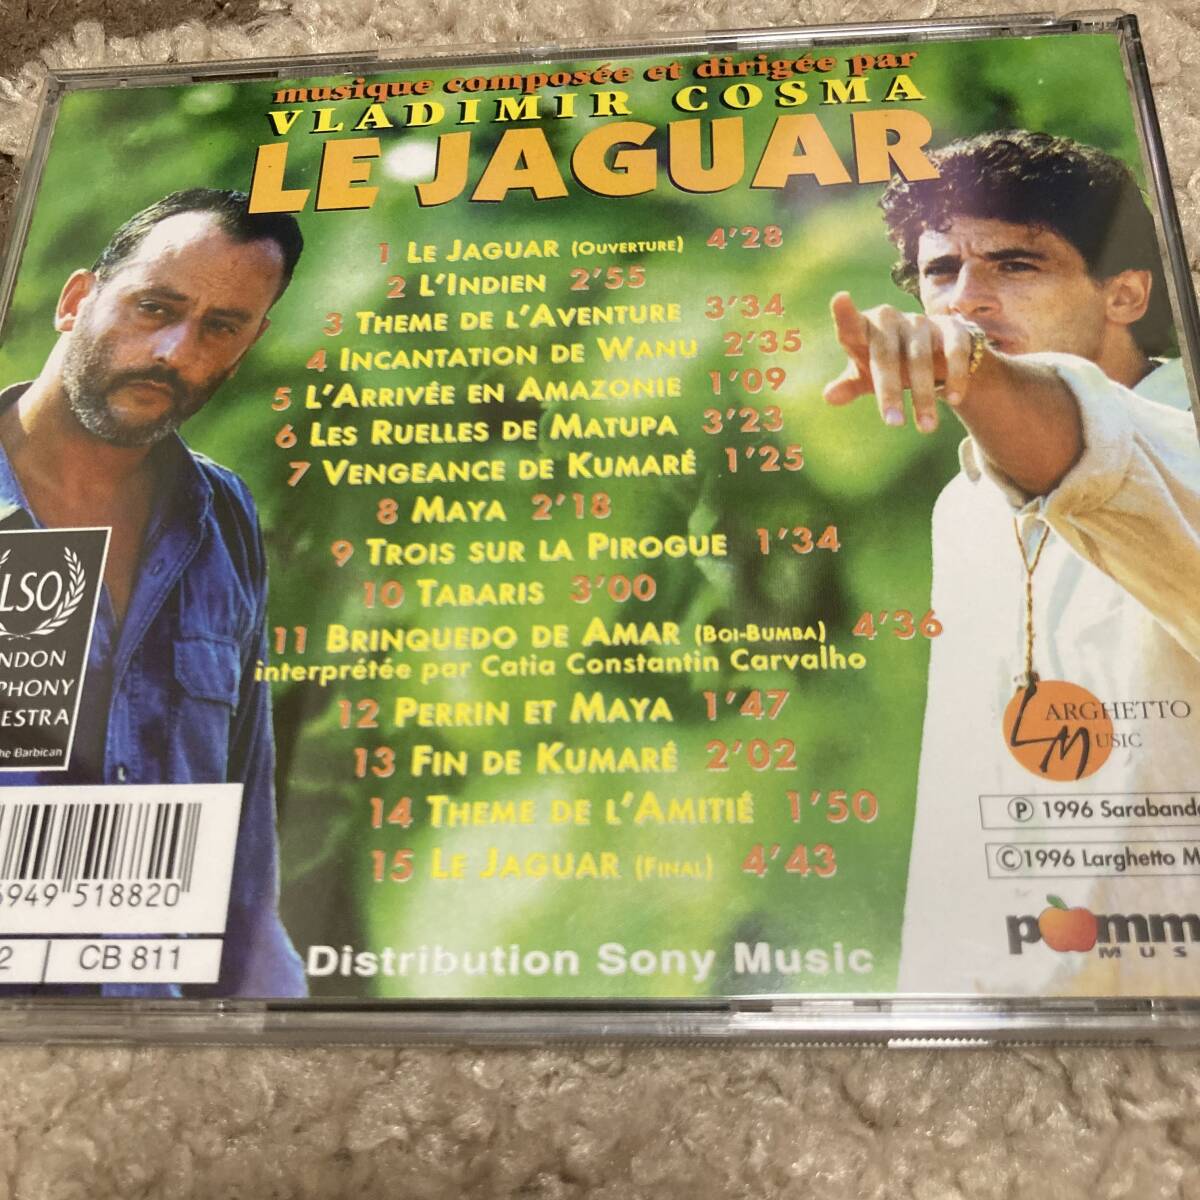 musique composée et dirigée par
VLADIMIR COSMA
LE JAGUAR
1 LE JAGUAR (OUVERTURE) 4'28
2 L'INDIEN 2'55
3 THEME DE L'AVENTURE 3'34
4 INCANTATION DE WANU 2'35
5 L'ARRIVÉE EN AMAZONIE 1'09
6 LES RUELLES DE MATUPA 3'23
7 VENGEANCE DE KUMARÉ 1'25
8 MAYA 2'18
9 TROIS SUR LA PIROGUE 1'34
10 TABARIS 3'00
11 BRINQUEDO DE AMAR (BOI-BUMBA) 4'36
interprétée par Catia Constantin Carvalho
12 PERRIN ET MAYA 1'47
13 FIN DE KUMARÉ 2'02
14 THEME DE L'AMITIÉ 1'50
15 LE JAGUAR (FINAL) 4'43
Distribution Sony Music
LSO
Barbican
949 518820
2 CB 811
LARGHETTO
MUSIC
Ⓟ 1996 Sarabande
©1996 Larghetto M
pomm
MUS